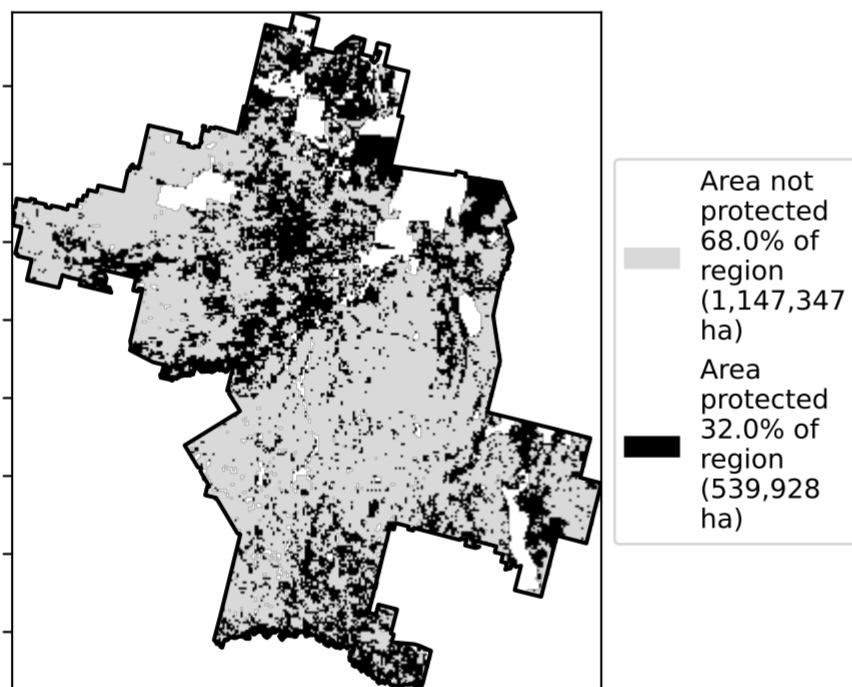 Area not
protected
68.0% of
region
(1,147,347
ha)
Area
protected
32.0% of
region
(539,928
ha)